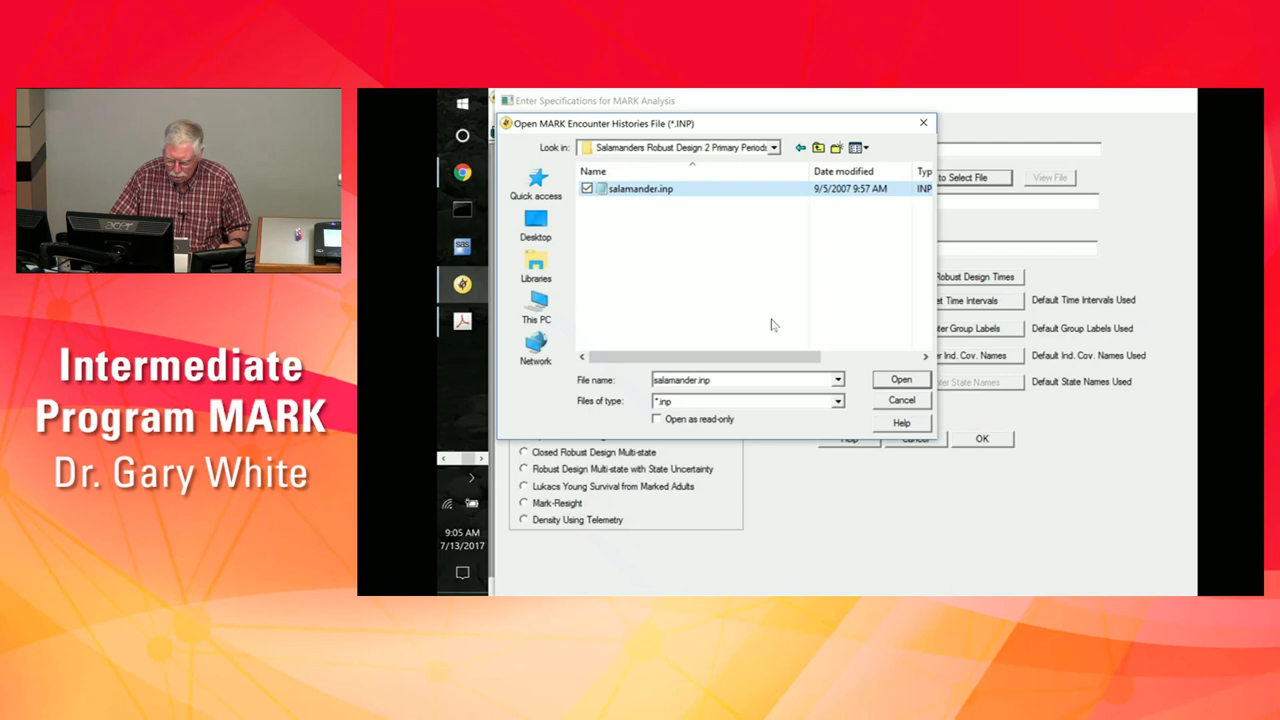 Intermediate
Program MARK
Dr. Gary White
acer
Enter Specifications for MARK Analysis
Open MARK Encounter Histories File (*.INP)
Look in:
Salamanders Robust Design 2 Primary Periods
Name
Date modified
Typ
salamander.inp
9/5/2007 9:57 AM
INP
Quick access
Desktop
Libraries
This PC
Network
File name:
salamander.inp
Open
Files of type:
*.inp
Cancel
Open as read-only
Help
to Select File
View File
Robust Design Times
et Time Intervals
Default Time Intervals Used
ter Group Labels
Default Group Labels Used
r Ind. Cov. Names
Default Ind. Cov. Names Used
ter State Names
Default State Names Used
Help
Cancel
OK
Closed Robust Design Multi-state
Robust Design Multi-state with State Uncertainty
Lukacs Young Survival from Marked Adults
Mark-Resight
Density Using Telemetry
sas
9:05 AM
7/13/2017